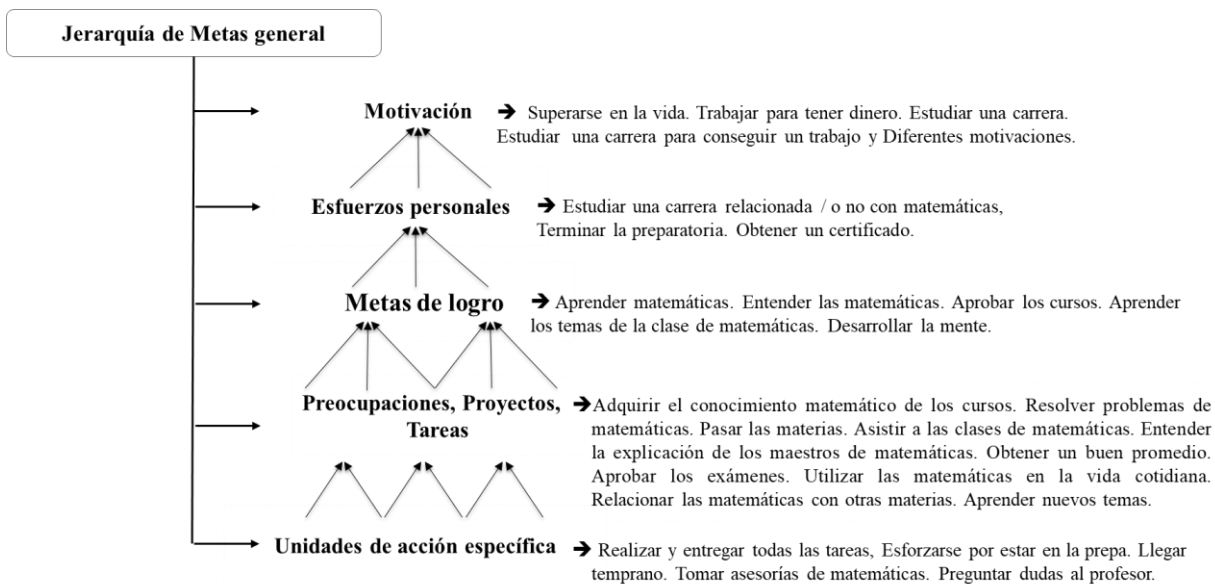 Jerarquía de Metas general
Motivación ➔ Superarse en la vida. Trabajar para tener dinero. Estudiar una carrera.
Estudiar una carrera para conseguir un trabajo y Diferentes motivaciones.
Esfuerzos personales ➔ Estudiar una carrera relacionada / o no con matemáticas,
Terminar la preparatoria. Obtener un certificado.
Metas de logro ➔ Aprender matemáticas. Entender las matemáticas. Aprobar los cursos. Aprender
los temas de la clase de matemáticas. Desarrollar la mente.
Preocupaciones, Proyectos,
Tareas
➔ Adquirir el conocimiento matemático de los cursos. Resolver problemas de
matemáticas. Pasar las materias. Asistir a las clases de matemáticas. Entender
la explicación de los maestros de matemáticas. Obtener un buen promedio.
Aprobar los exámenes. Utilizar las matemáticas en la vida cotidiana.
Relacionar las matemáticas con otras materias. Aprender nuevos temas.
Unidades de acción específica ➔ Realizar y entregar todas las tareas, Esforzarse por estar en la prepa. Llegar
temprano. Tomar asesorías de matemáticas. Preguntar dudas al profesor.